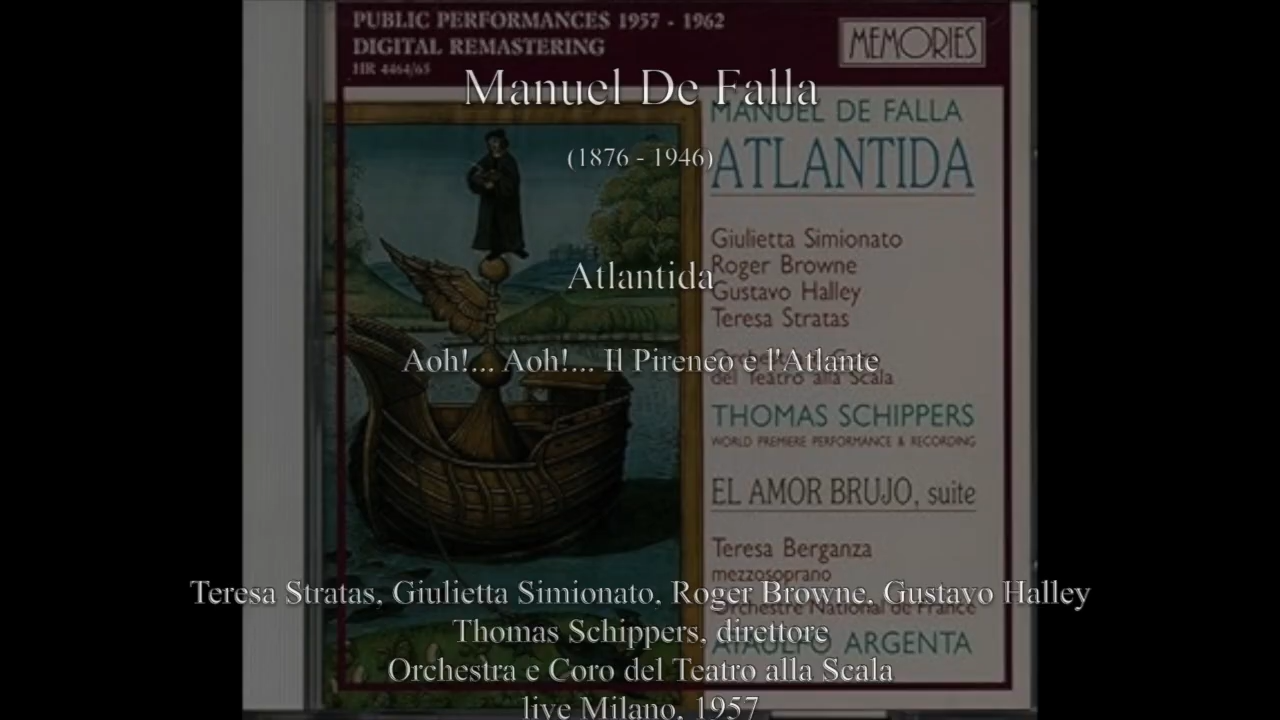 PUBLIC PERFORMANCES 1957 - 1962
DIGITAL REMASTERING
HR 4464/65
MEMORIES
MANUEL DE FALLA
ATLANTIDA
Giulietta Simionato
Roger Browne
Gustavo Halley
Teresa Stratas
del Teatro alla Scala
THOMAS SCHIPPERS
WORLD PREMIERE PERFORMANCE & RECORDING
EL AMOR BRUJO, suite
Teresa Berganza
mezzosoprano
Orchestre National de France
ATAULFO ARGENTA
Manuel De Falla
(1876 - 1946)
Atlantida
Aoh!... Aoh!... Il Pireneo e l'Atlante
Teresa Stratas, Giulietta Simionato, Roger Browne, Gustavo Halley
Thomas Schippers, direttore
Orchestra e Coro del Teatro alla Scala
live Milano, 1957